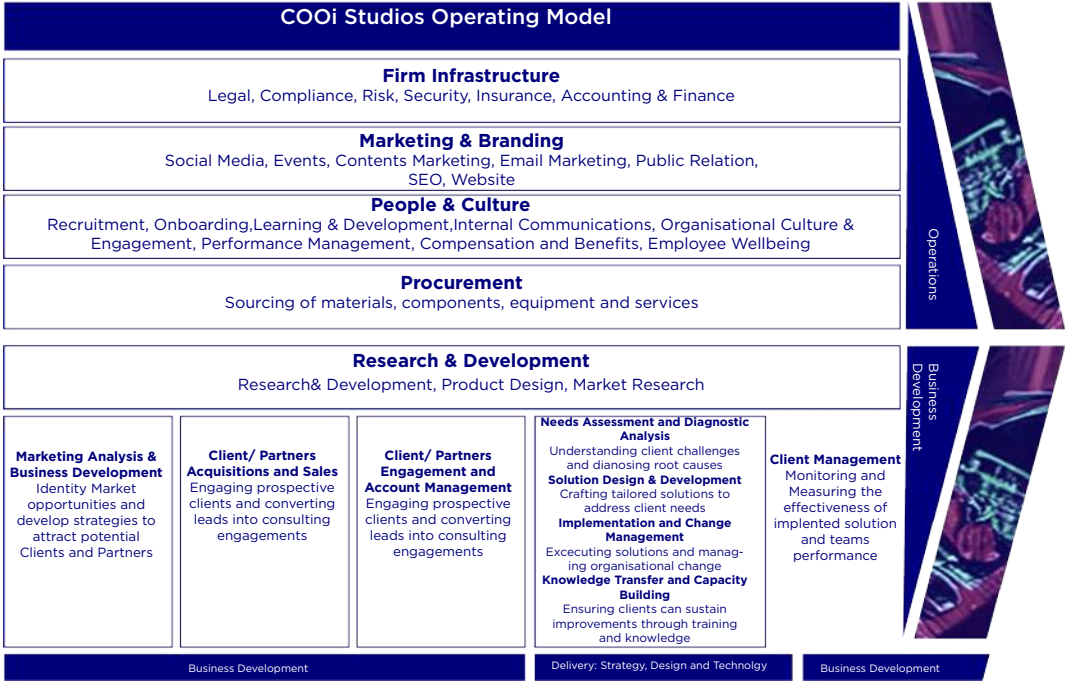 COOi Studios Operating Model
Firm Infrastructure
Legal, Compliance, Risk, Security, Insurance, Accounting & Finance
Marketing & Branding
Social Media, Events, Contents Marketing, Email Marketing, Public Relation,
SEO, Website
People & Culture
Recruitment, Onboarding,Learning & Development,Internal Communications, Organisational Culture &
Engagement, Performance Management, Compensation and Benefits, Employee Wellbeing
Procurement
Sourcing of materials, components, equipment and services
Operations
Research & Development
Research& Development, Product Design, Market Research
Business
Development
Marketing Analysis &
Business Development
Identity Market
opportunities and
develop strategies to
attract potential
Clients and Partners
Client/ Partners
Acquisitions and Sales
Engaging prospective
clients and converting
leads into consulting
engagements
Client/ Partners
Engagement and
Account Management
Engaging prospective
clients and converting
leads into consulting
engagements
Needs Assessment and Diagnostic
Analysis
Understanding client challenges
and dianosing root causes
Solution Design & Development
Crafting tailored solutions to
address client needs
Implementation and Change
Management
Excecuting solutions and manag-
ing organisational change
Knowledge Transfer and Capacity
Building
Ensuring clients can sustain
improvements through training
and knowledge
Client Management
Monitoring and
Measuring the
effectiveness of
implented solution
and teams
performance
Business Development
Delivery: Strategy, Design and Technolgy
Business Development